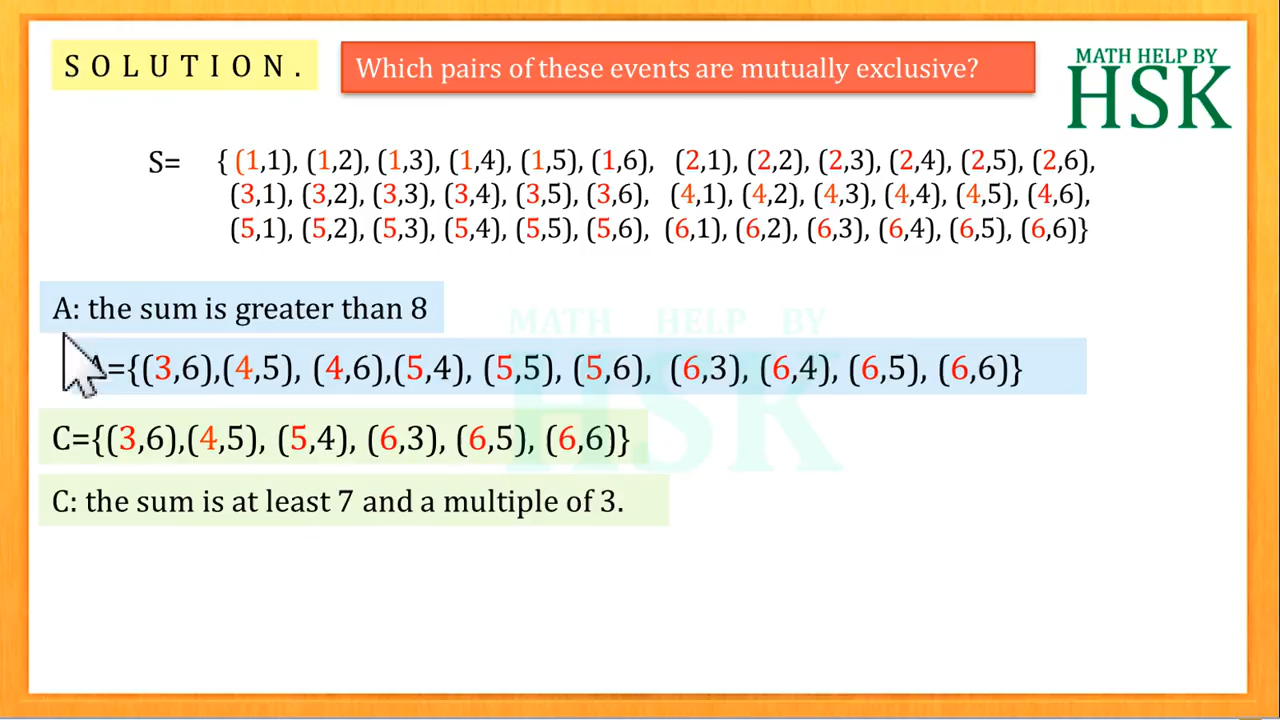 SOLUTION.
Which pairs of these events are mutually exclusive?
MATH HELP BY
HSK
S= { (1,1), (1,2), (1,3), (1,4), (1,5), (1,6), (2,1), (2,2), (2,3), (2,4), (2,5), (2,6),
(3,1), (3,2), (3,3), (3,4), (3,5), (3,6), (4,1), (4,2), (4,3), (4,4), (4,5), (4,6),
(5,1), (5,2), (5,3), (5,4), (5,5), (5,6), (6,1), (6,2), (6,3), (6,4), (6,5), (6,6)}
A: the sum is greater than 8
MATH HELP BY
HSK
A={(3,6),(4,5), (4,6),(5,4), (5,5), (5,6), (6,3), (6,4), (6,5), (6,6)}
C={(3,6),(4,5), (5,4), (6,3), (6,5), (6,6)}
C: the sum is at least 7 and a multiple of 3.